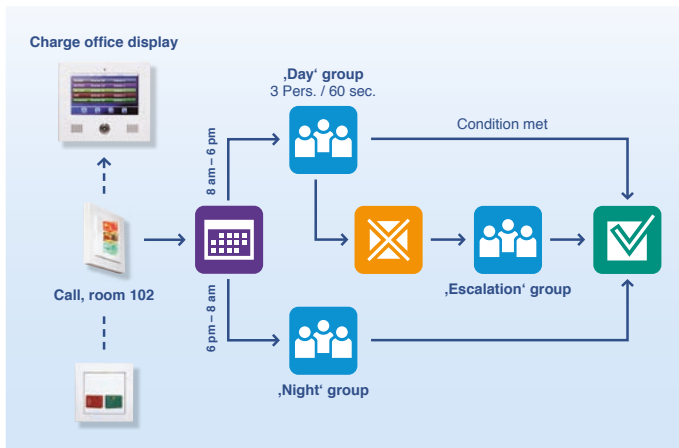 Charge office display
‚Day‘ group
3 Pers. / 60 sec.
Condition met
8 am – 6 pm
Call, room 102
‚Escalation‘ group
6 pm – 8 am
‚Night‘ group